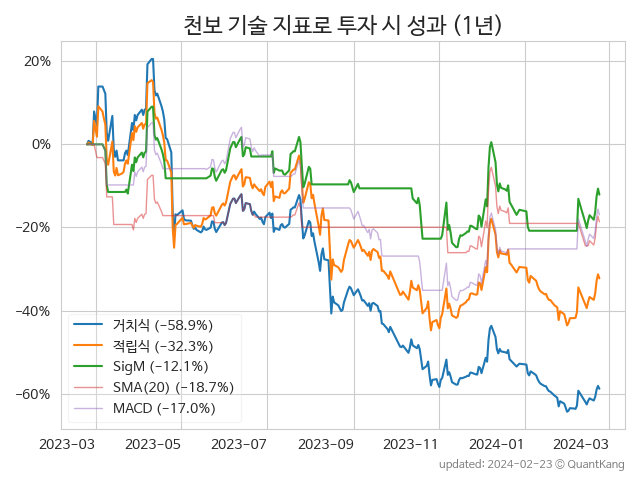 천보 기술 지표로 투자 시 성과 (1년)
20%
0%
−20%
−40%
−60%
거치식 (−58.9%)
적립식 (−32.3%)
SigM (−12.1%)
SMA(20) (−18.7%)
MACD (−17.0%)
2023-03
2023-05
2023-07
2023-09
2023-11
2024-01
2024-03
updated: 2024-02-23 ⓒ QuantKang